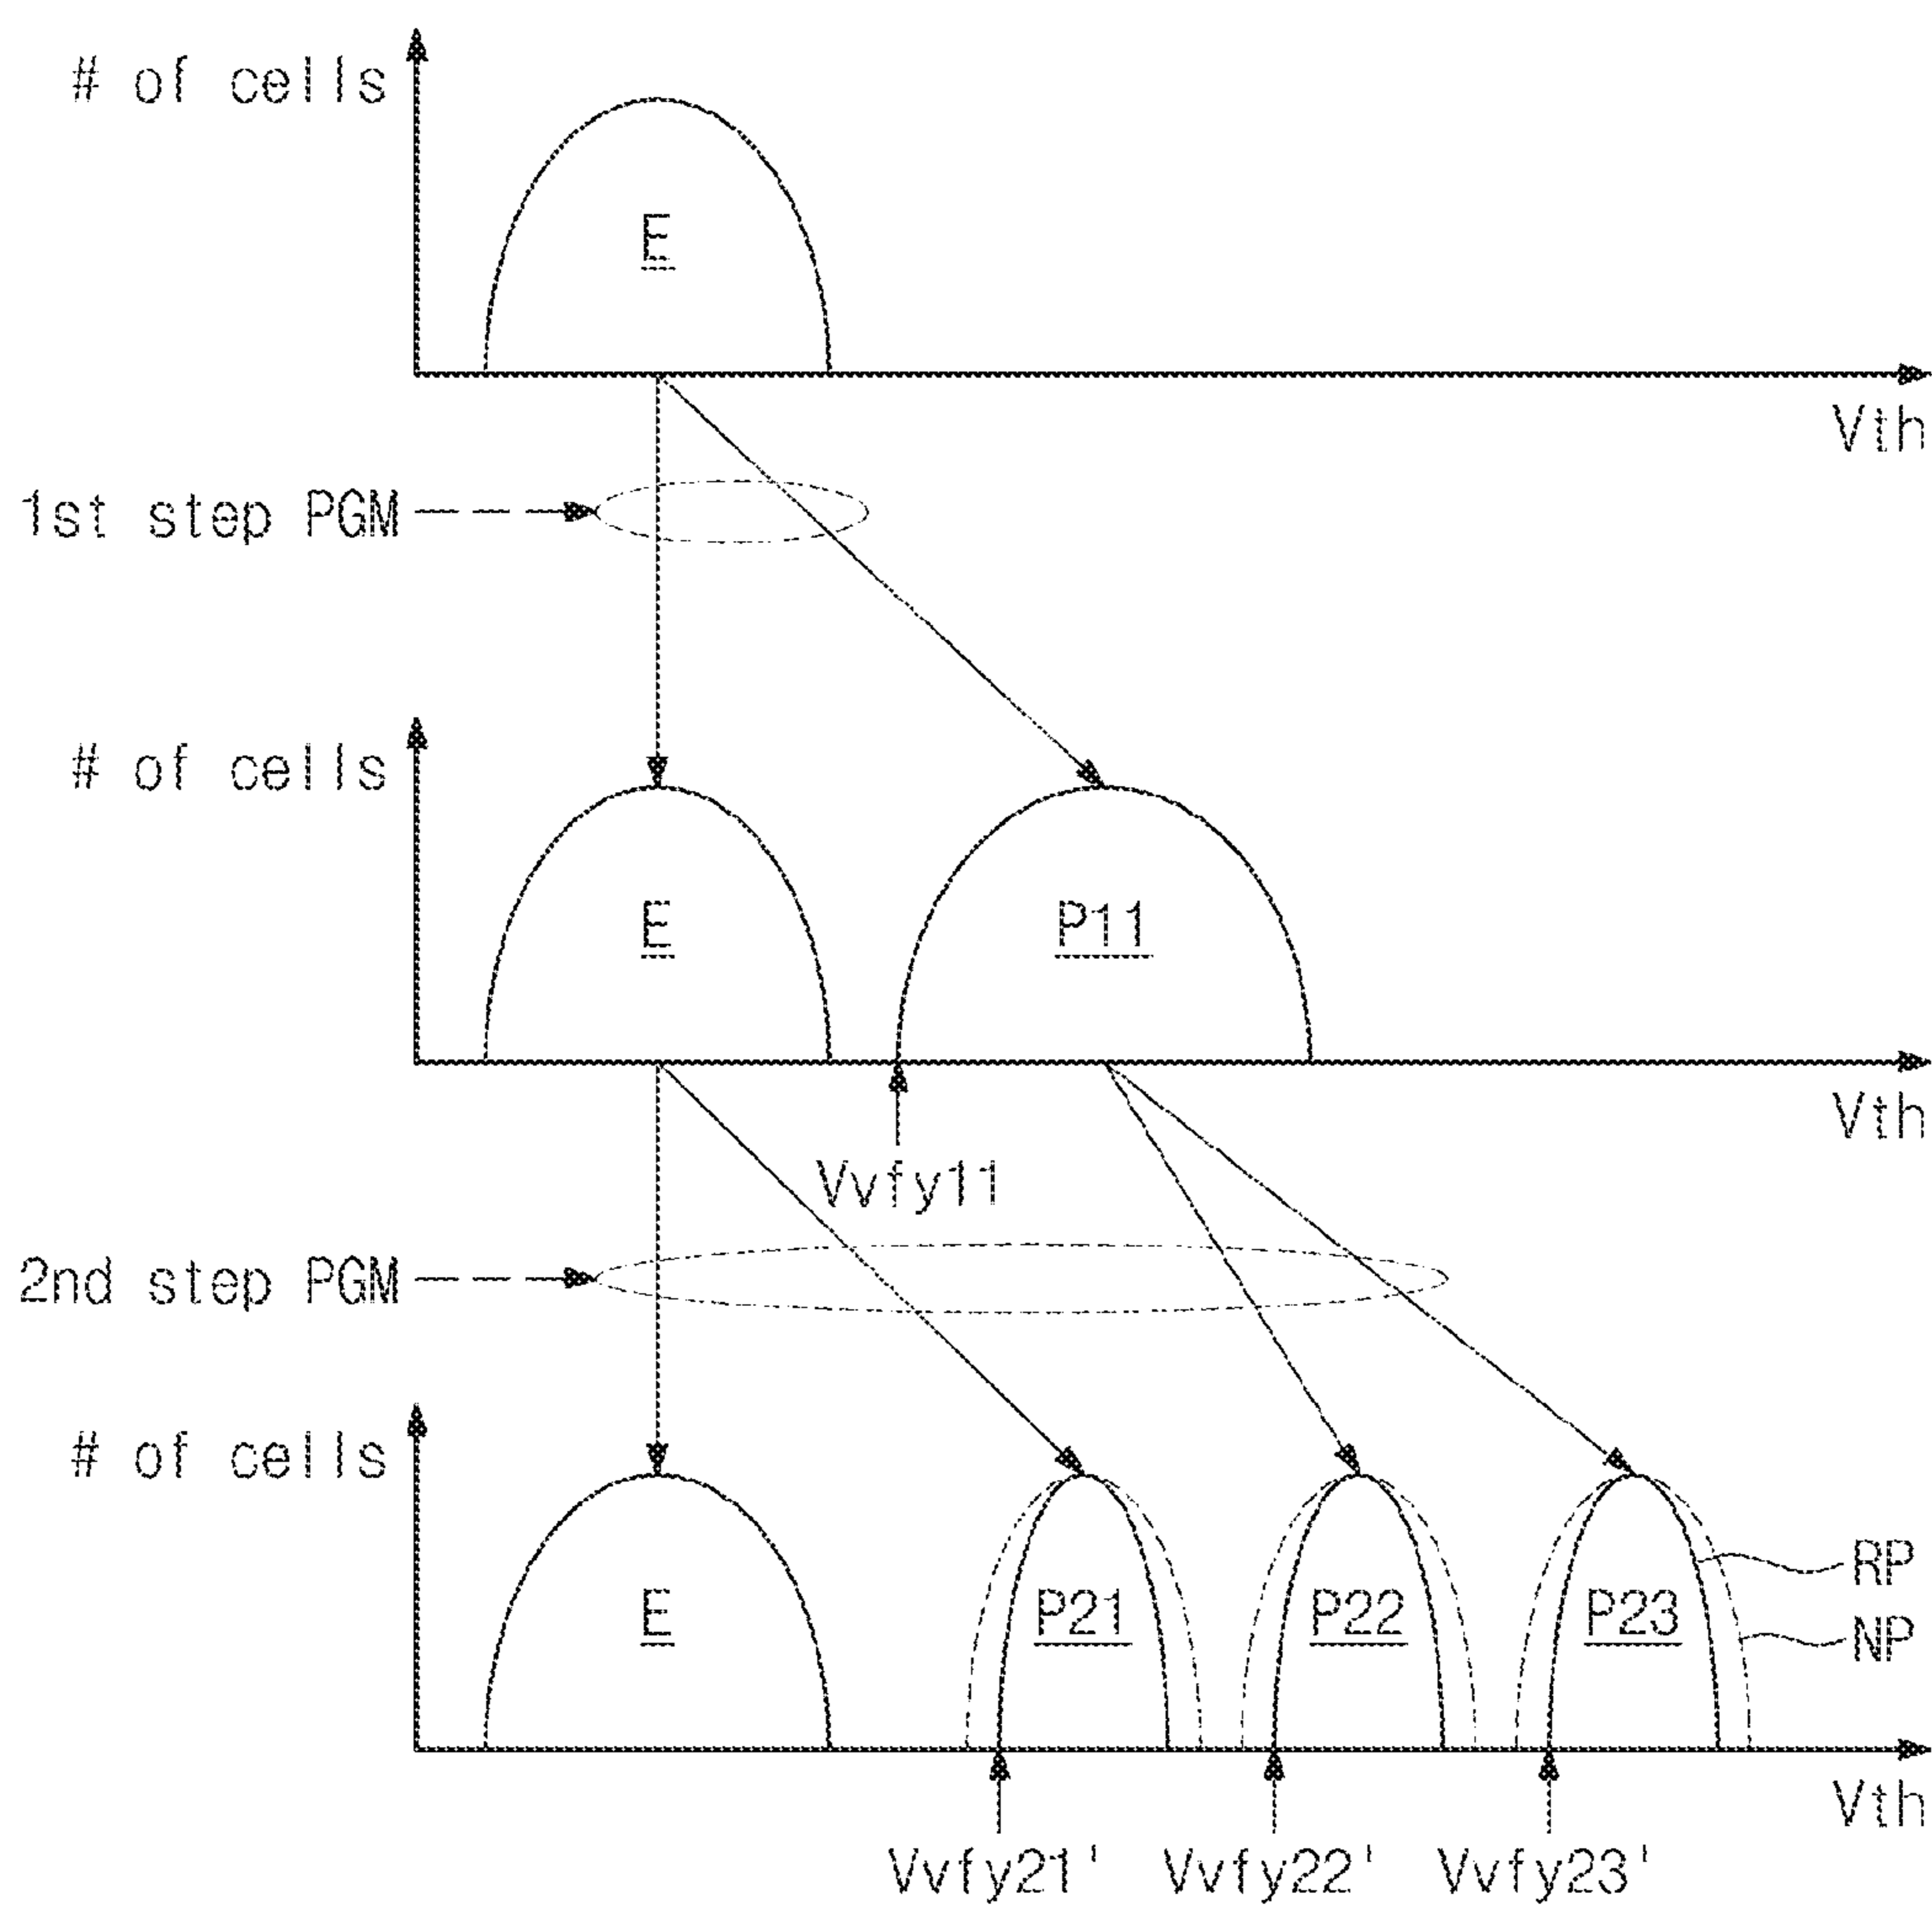 # of cells
E
Vth
1st step PGM
# of cells
E
P11
Vth
Vvfy11
2nd step PGM
# of cells
E
P21
P22
P23
RP
NP
Vth
Vvfy21'
Vvfy22'
Vvfy23'